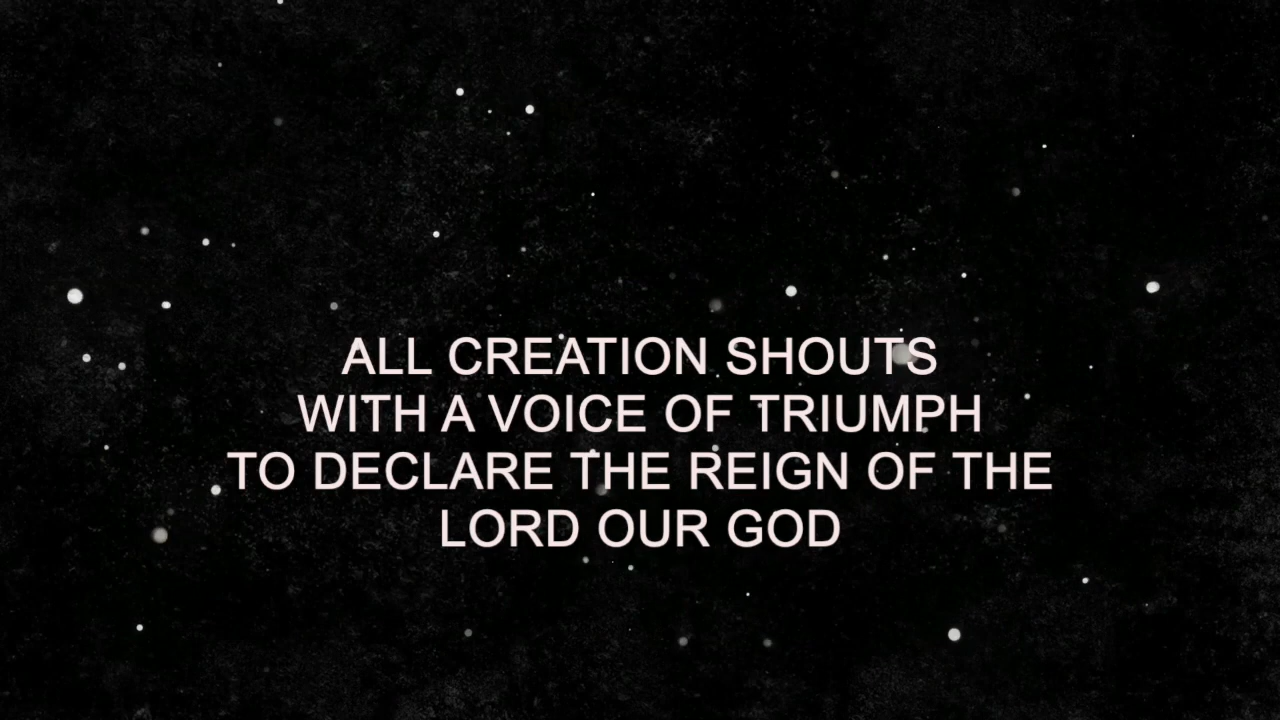 ALL CREATION SHOUTS
WITH A VOICE OF TRIUMPH
TO DECLARE THE REIGN OF THE
LORD OUR GOD